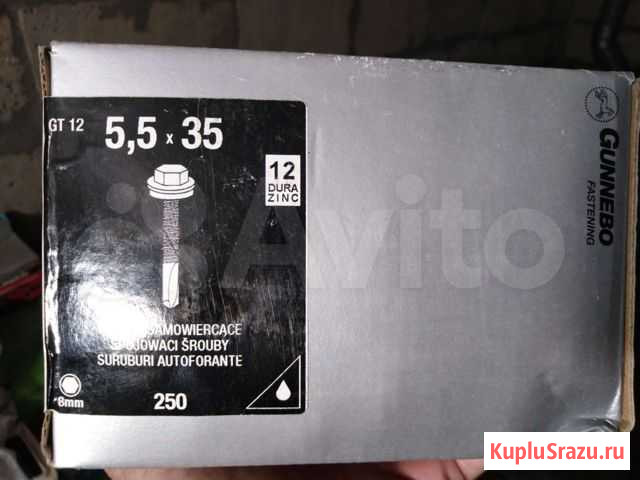 GT 12
5,5 x 35
12
DURA
ZINC
SAMOWIERCĄCE
ŠROUBY
SURUBURI AUTOFORANTE
8mm
250
GUNNEBO
FASTENING
Avito
KupluSrazu.ru